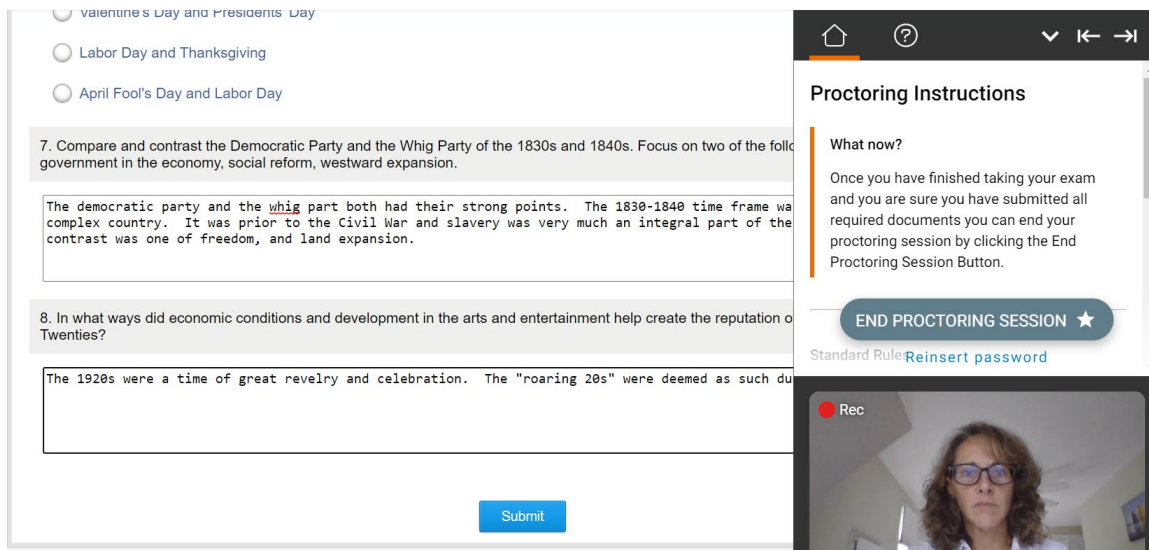 Valentine's Day and Presidents' Day
Labor Day and Thanksgiving
April Fool's Day and Labor Day
7. Compare and contrast the Democratic Party and the Whig Party of the 1830s and 1840s. Focus on two of the
government in the economy, social reform, westward expansion.
The democratic party and the whig part both had their strong points. The 1830-1840 time frame
complex country. It was prior to the Civil War and slavery was very much an integral part of the
contrast was one of freedom, and land expansion.
8. In what ways did economic conditions and development in the arts and entertainment help create the reputation
Twenties?
The 1920s were a time of great revelry and celebration. The "roaring 20s" were deemed as such
Submit
Proctoring Instructions
What now?
Once you have finished taking your exam
and you are sure you have submitted all
required documents you can end your
proctoring session by clicking the End
Proctoring Session Button.
END PROCTORING SESSION
Standard Rules
Reinsert password
Rec